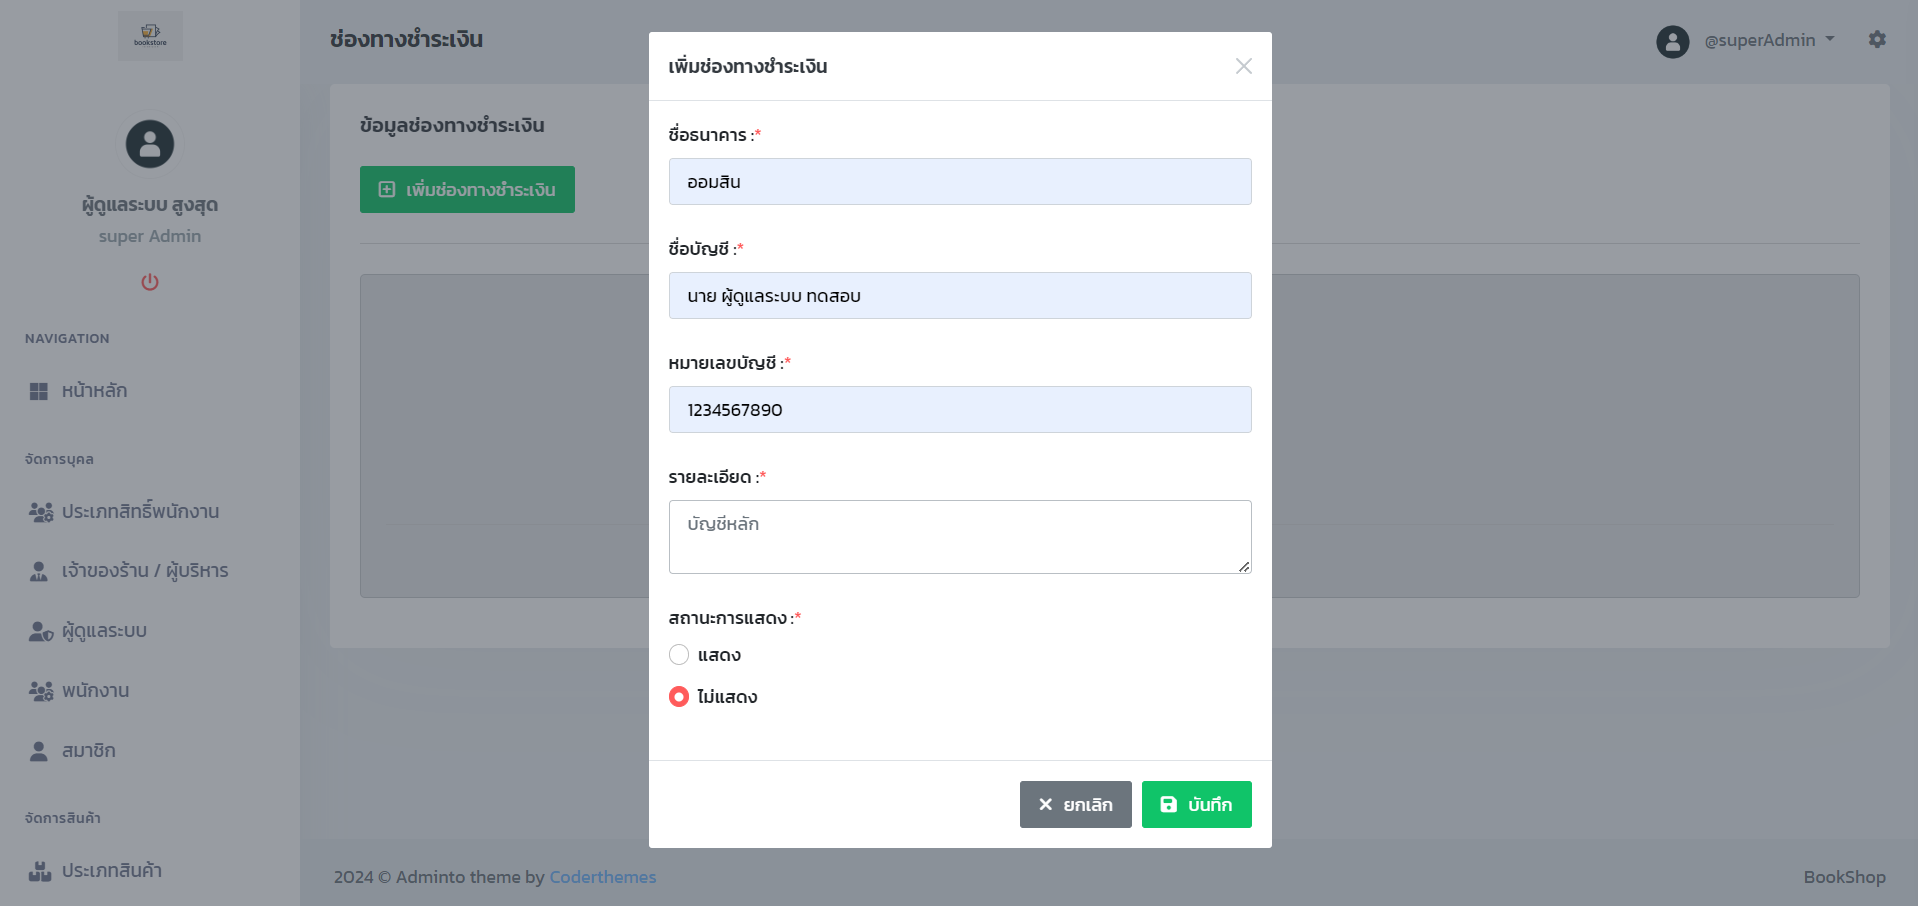 bookstore
ผู้ดูแลระบบ สูงสุด
super Admin
NAVIGATION
หน้าหลัก
จัดการบุคล
ประเภทสิทธิ์พนักงาน
เจ้าของร้าน / ผู้บริหาร
ผู้ดูแลระบบ
พนักงาน
สมาชิก
จัดการสินค้า
ประเภทสินค้า
ช่องทางชำระเงิน
@superAdmin
ข้อมูลช่องทางชำระเงิน
เพิ่มช่องทางชำระเงิน
เพิ่มช่องทางชำระเงิน
ชื่อธนาคาร :*
ออมสิน
ชื่อบัญชี :*
นาย ผู้ดูแลระบบ ทดสอบ
หมายเลขบัญชี :*
1234567890
รายละเอียด :*
บัญชีหลัก
สถานะการแสดง :*
แสดง
ไม่แสดง
ยกเลิก
บันทึก
2024 © Adminto theme by Coderthemes
BookShop